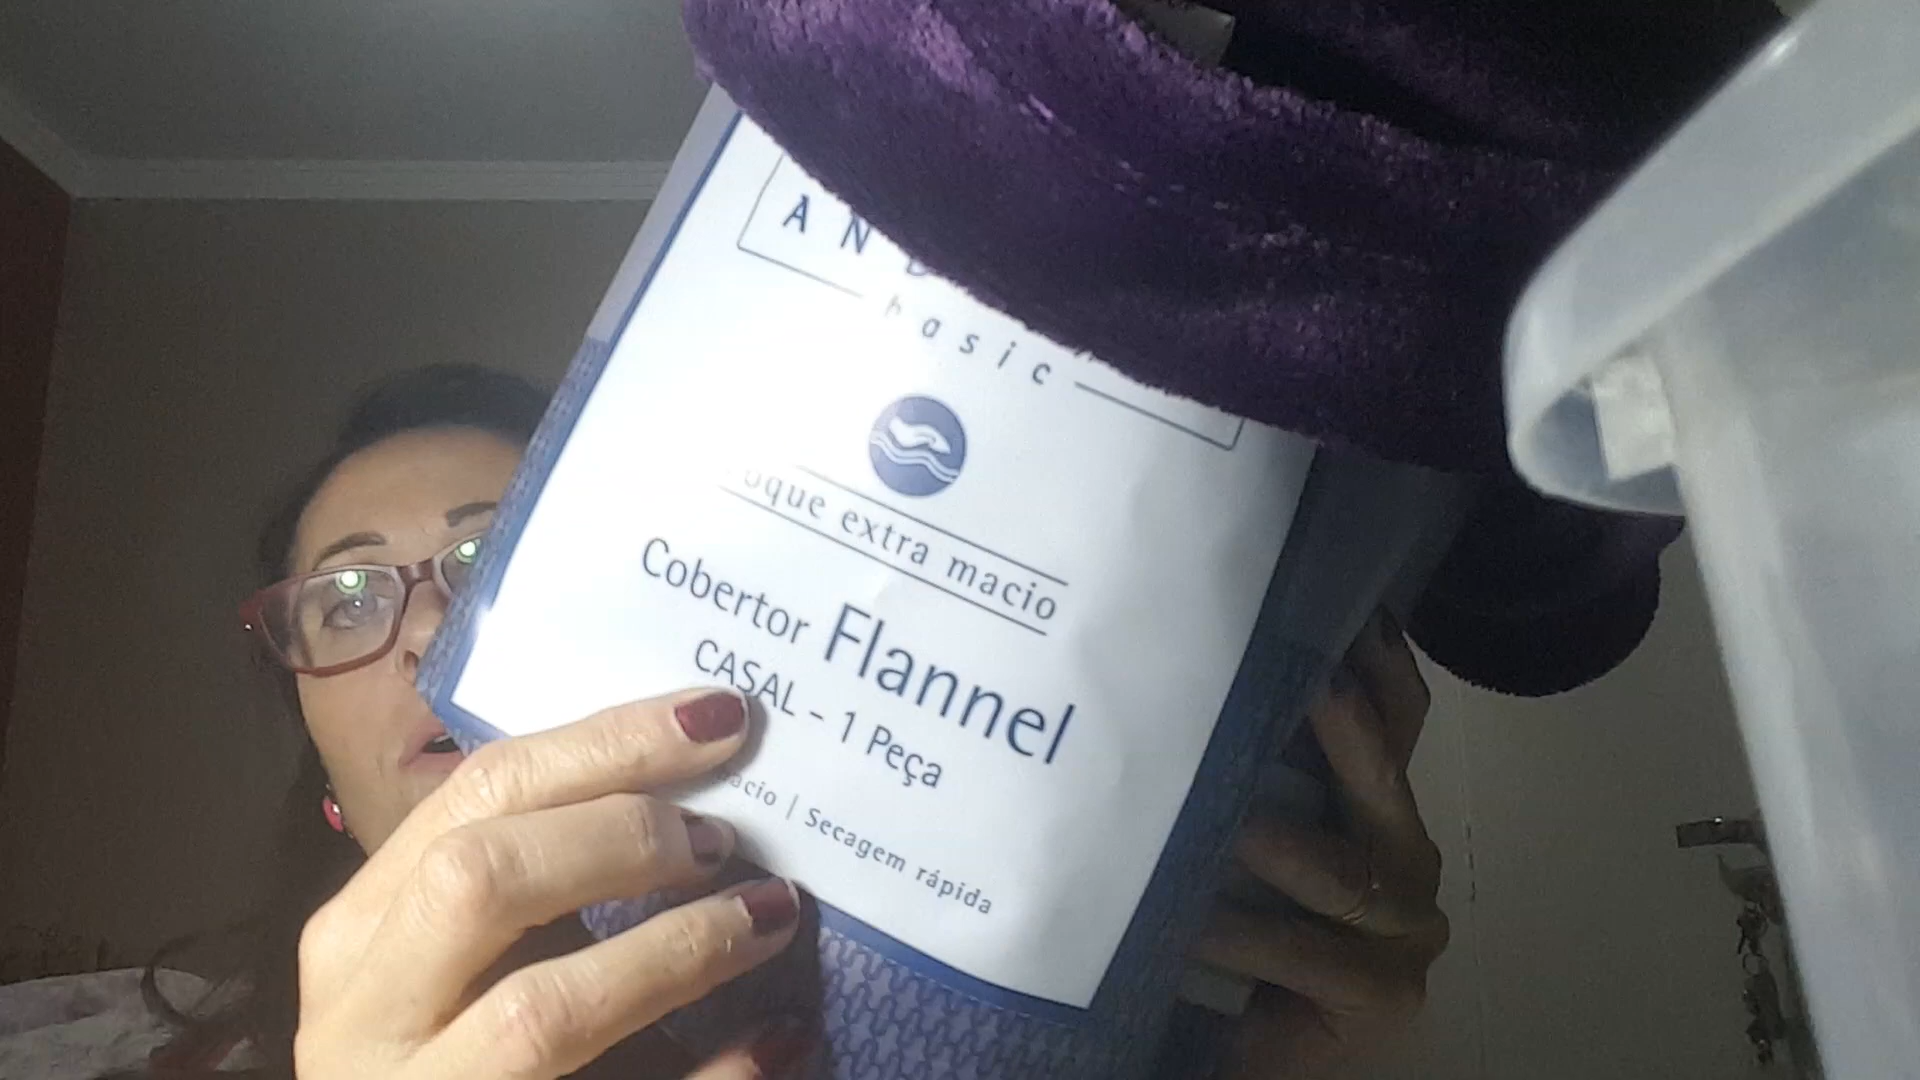 basic
extra macio
Cobertor Flannel
CASAL - 1 Peça
| Secagem rápida